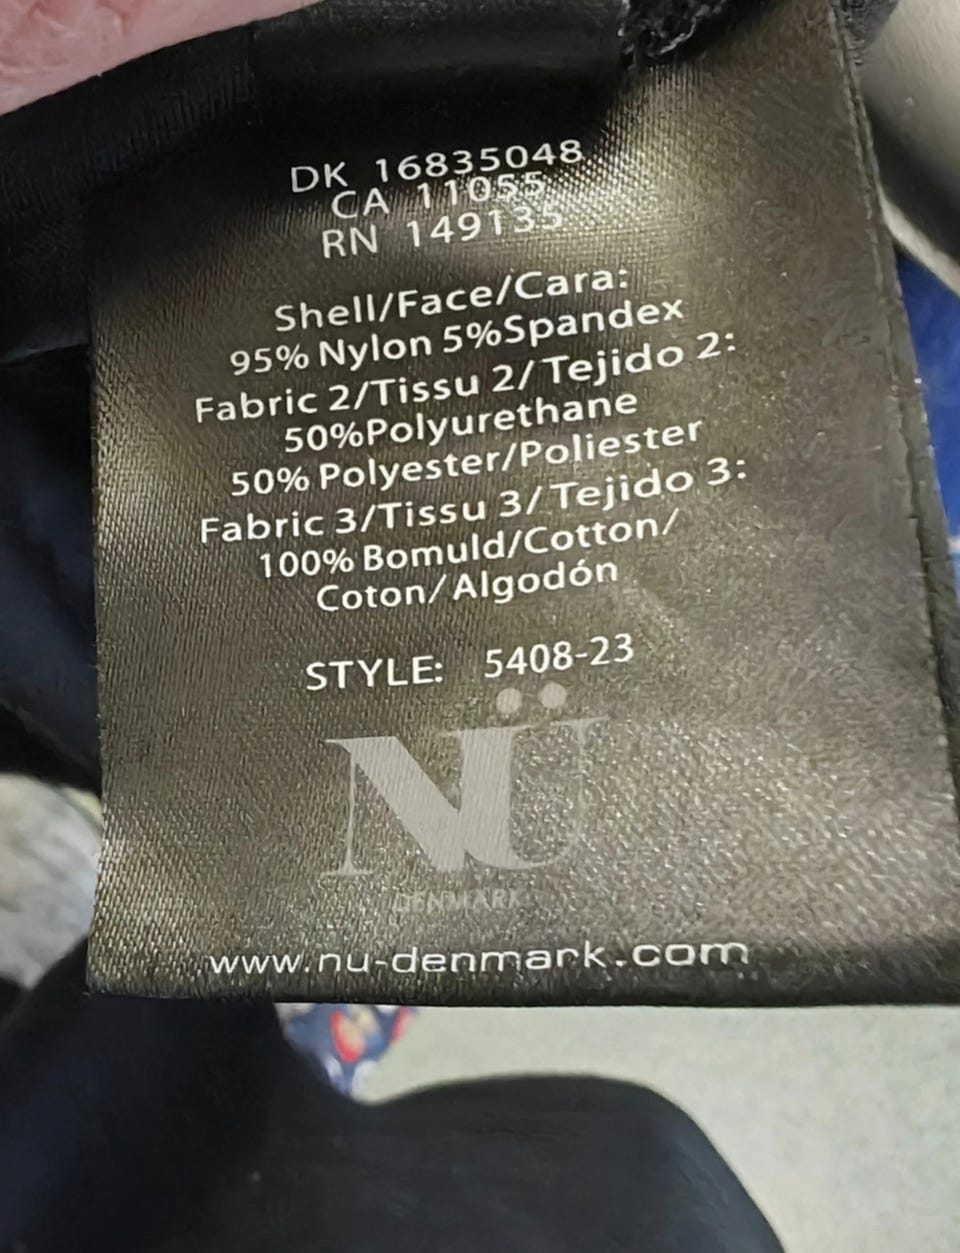 DK 16835048
CA 11055
RN 149135
Shell/Face/Cara:
95% Nylon 5%Spandex
Fabric 2/Tissu 2/Tejido 2:
50%Polyurethane
50% Polyester/Poliester
Fabric 3/Tissu 3/Tejido 3:
100% Bomuld/Cotton/
Coton/Algodón
STYLE: 5408-23
NÜ
DENMARK
www.nu-denmark.com